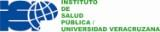 INSTITUTO
DE
SALUD
PÚBLICA /
UNIVERSIDAD VERACRUZANA